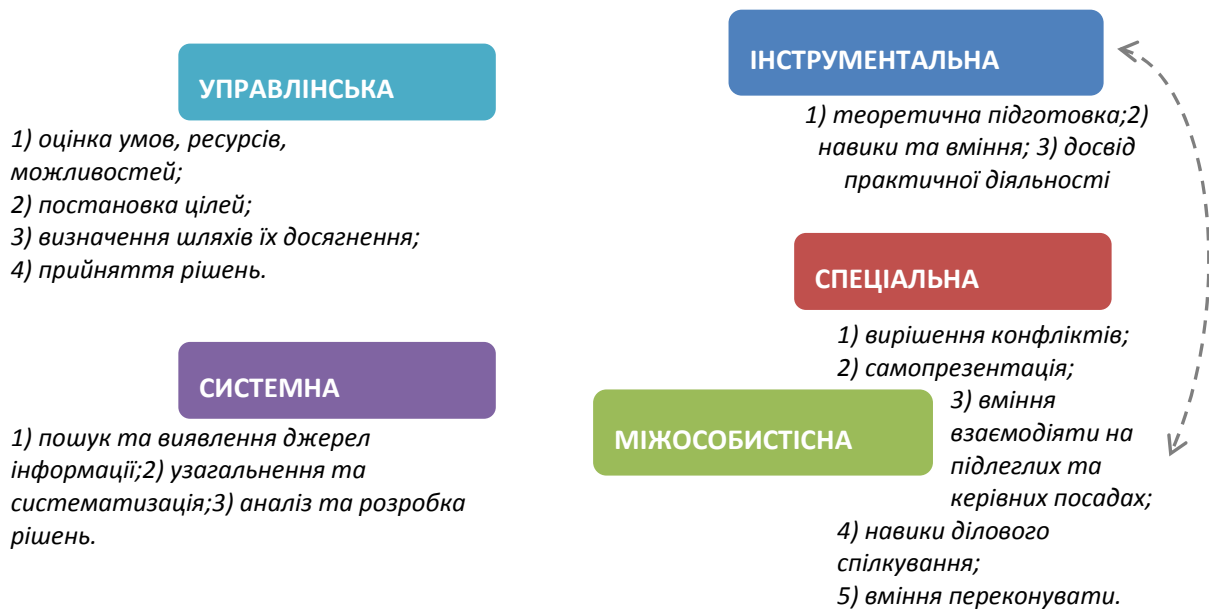 УПРАВЛІНСЬКА
1) оцінка умов, ресурсів,
можливостей;
2) постановка цілей;
3) визначення шляхів їх досягнення;
4) прийняття рішень.
СИСТЕМНА
1) пошук та виявлення джерел
інформації;2) узагальнення та
систематизація;3) аналіз та розробка
рішень.
ІНСТРУМЕНТАЛЬНА
1) теоретична підготовка;2)
навики та вміння; 3) досвід
практичної діяльності
СПЕЦІАЛЬНА
1) вирішення конфліктів;
2) самопрезентація;
МІЖОСОБИСТІСНА
3) вміння
взаємодіяти на
підлеглих та
керівних посадах;
4) навики ділового
спілкування;
5) вміння переконувати.